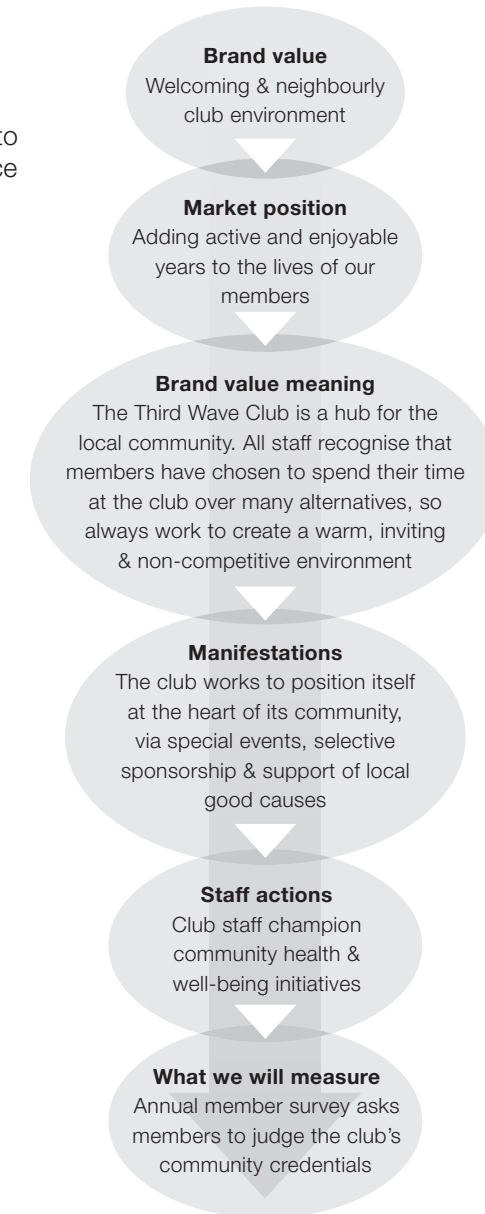 to
ce
Brand value
Welcoming & neighbourly
club environment
Market position
Adding active and enjoyable
years to the lives of our
members
Brand value meaning
The Third Wave Club is a hub for the
local community. All staff recognise that
members have chosen to spend their time
at the club over many alternatives, so
always work to create a warm, inviting
& non-competitive environment
Manifestations
The club works to position itself
at the heart of its community,
via special events, selective
sponsorship & support of local
good causes
Staff actions
Club staff champion
community health &
well-being initiatives
What we will measure
Annual member survey asks
members to judge the club's
community credentials